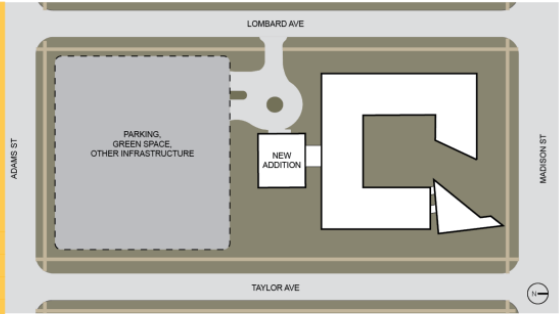 LOMBARD AVE
ADAMS ST
PARKING,
GREEN SPACE,
OTHER INFRASTRUCTURE
NEW
ADDITION
MADISON ST
TAYLOR AVE
N